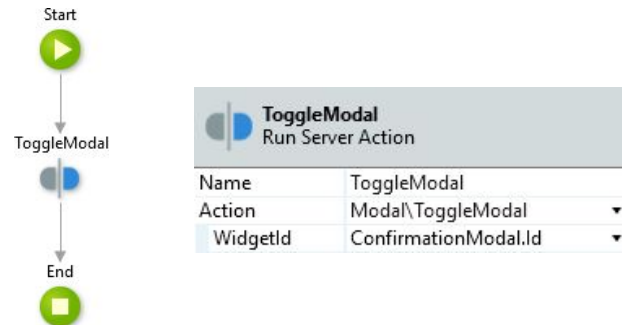 Start
ToggleModal
End
ToggleModal
Run Server Action
Name ToggleModal
Action Modal\ToggleModal
WidgetId ConfirmationModal.Id